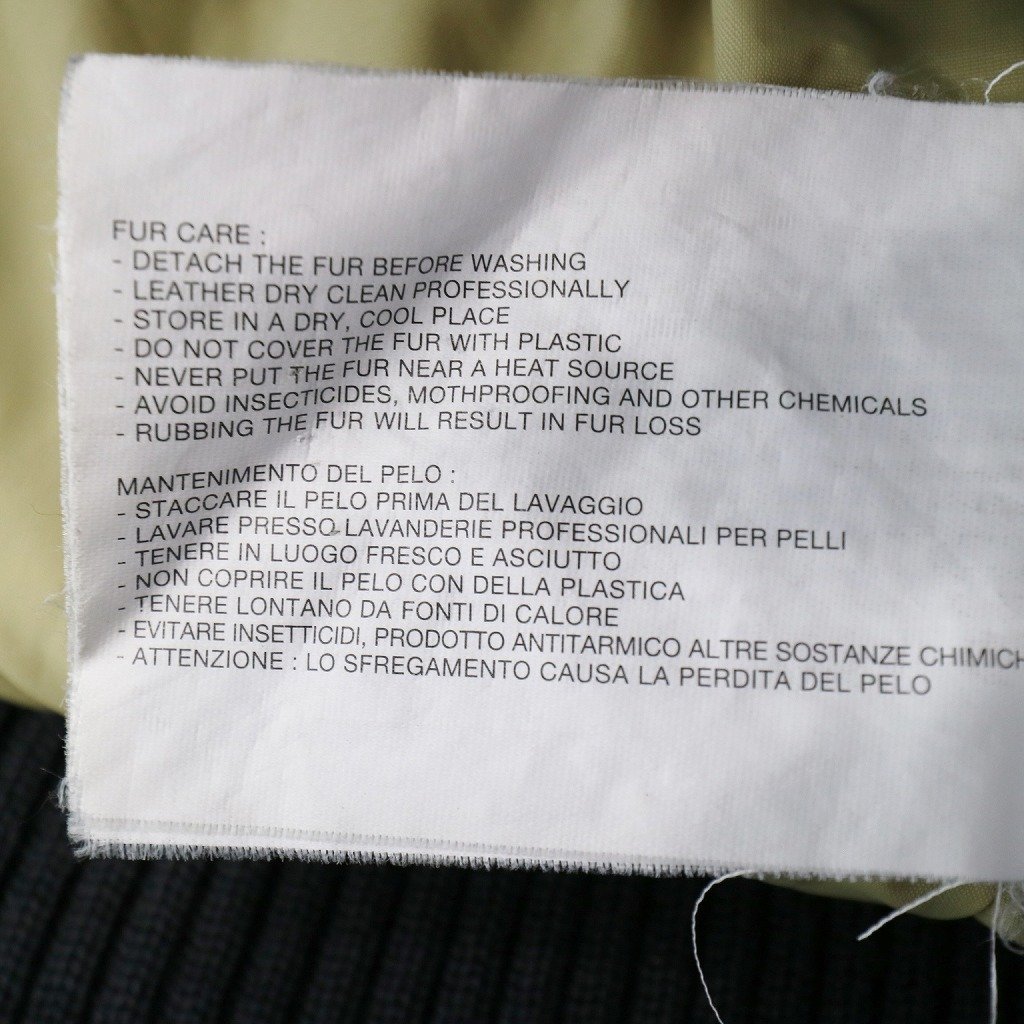 FUR CARE :
- DETACH THE FUR BEFORE WASHING
- LEATHER DRY CLEAN PROFESSIONALLY
- STORE IN A DRY, COOL PLACE
- DO NOT COVER THE FUR WITH PLASTIC
- NEVER PUT THE FUR NEAR A HEAT SOURCE
- AVOID INSECTICIDES, MOTHPROOFING AND OTHER CHEMICALS
- RUBBING THE FUR WILL RESULT IN FUR LOSS
MANTENIMENTO DEL PELO :
- STACCARE IL PELO PRIMA DEL LAVAGGIO
- LAVARE PRESSO LAVANDERIE PROFESSIONALI PER PELLI
- TENERE IN LUOGO FRESCO E ASCIUTTO
- NON COPRIRE IL PELO CON DELLA PLASTICA
- TENERE LONTANO DA FONTI DI CALORE
- EVITARE INSETTICIDI, PRODOTTO ANTITARMICO ALTRE SOSTANZE CHIMICH
- ATTENZIONE : LO SFREGAMENTO CAUSA LA PERDITA DEL PELO